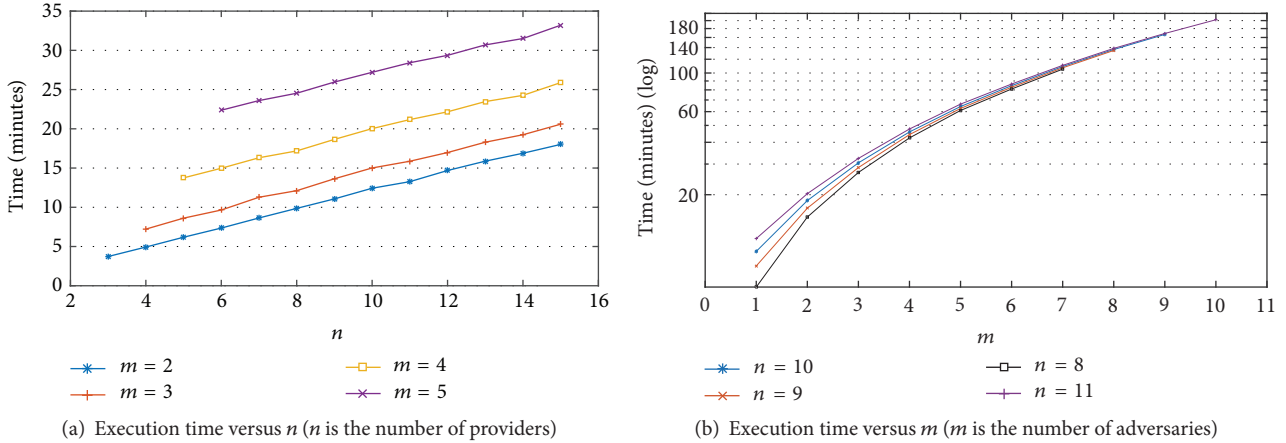 35
30
25
20
15
10
5
0
Time (minutes)
2 4 6 8 10 12 14 16
n
m = 2
m = 4
m = 3
m = 5
(a) Execution time versus n (n is the number of providers)
180
140
100
60
20
Time (minutes) (log)
0 1 2 3 4 5 6 7 8 9 10 11
m
n = 10
n = 8
n = 9
n = 11
(b) Execution time versus m (m is the number of adversaries)